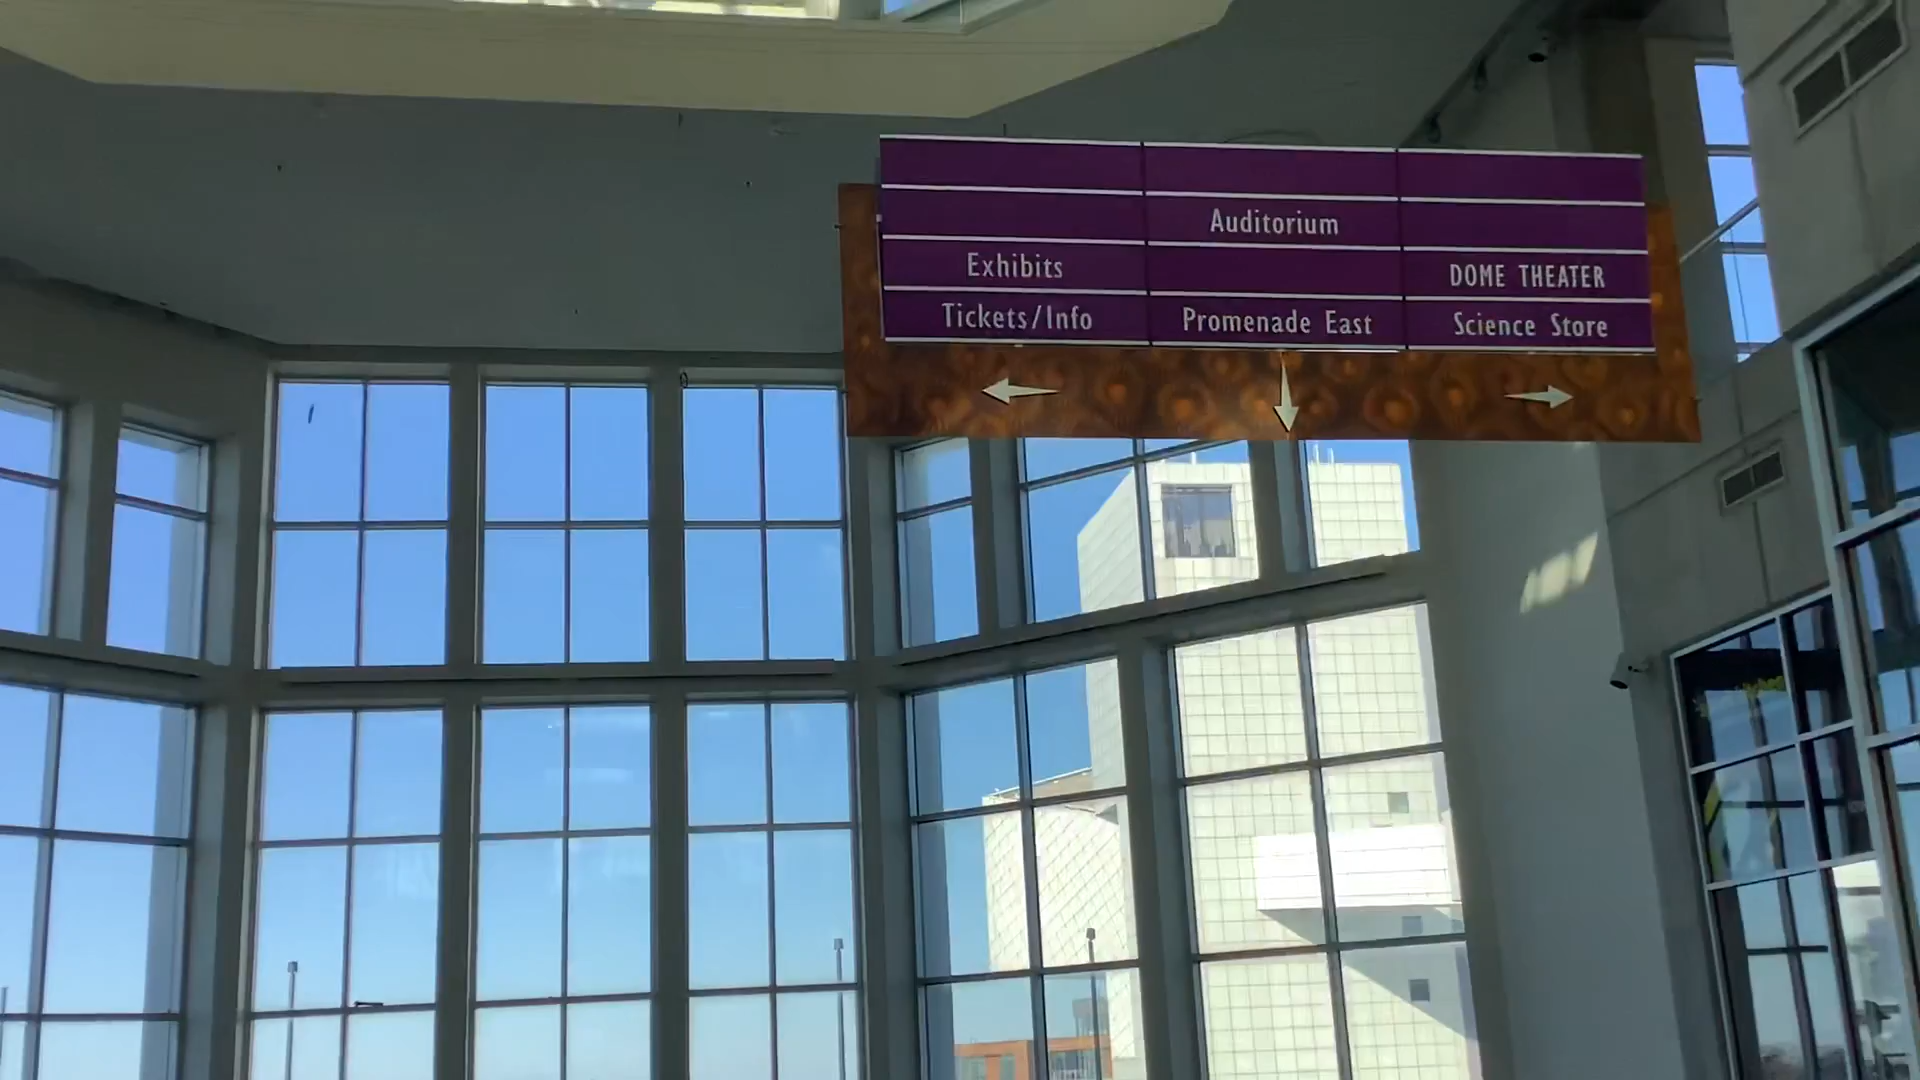 Exhibits
Tickets/Info
Auditorium
Promenade East
DOME THEATER
Science Store